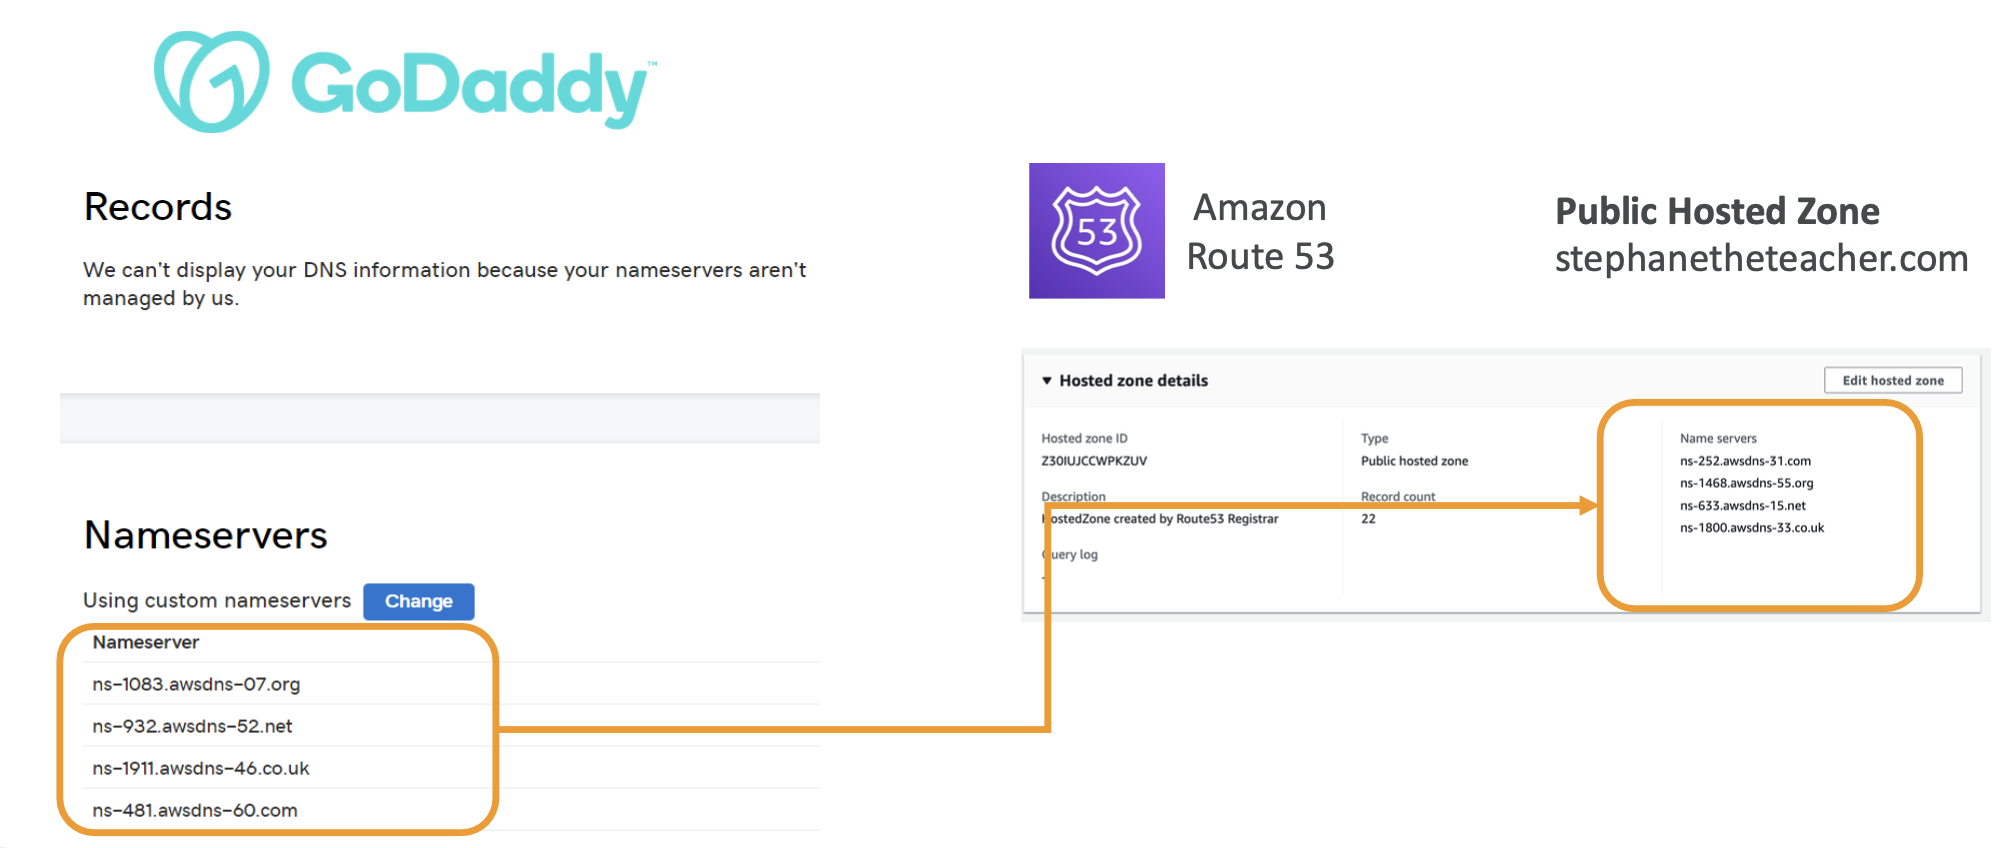 GoDaddy™
Records
We can't display your DNS information because your nameservers aren't
managed by us.
Nameservers
Using custom nameservers Change
Nameserver
ns-1083.awsdns-07.org
ns-932.awsdns-52.net
ns-1911.awsdns-46.co.uk
ns-481.awsdns-60.com
53
Amazon
Route 53
Public Hosted Zone
stephanetheteacher.com
Hosted zone details
Edit hosted zone
Hosted zone ID
Z30IUJCCWPKZUV
Description
HostedZone created by Route53 Registrar
Query log
-
Type
Public hosted zone
Record count
22
Name servers
ns-252.awsdns-31.com
ns-1468.awsdns-55.org
ns-633.awsdns-15.net
ns-1800.awsdns-33.co.uk